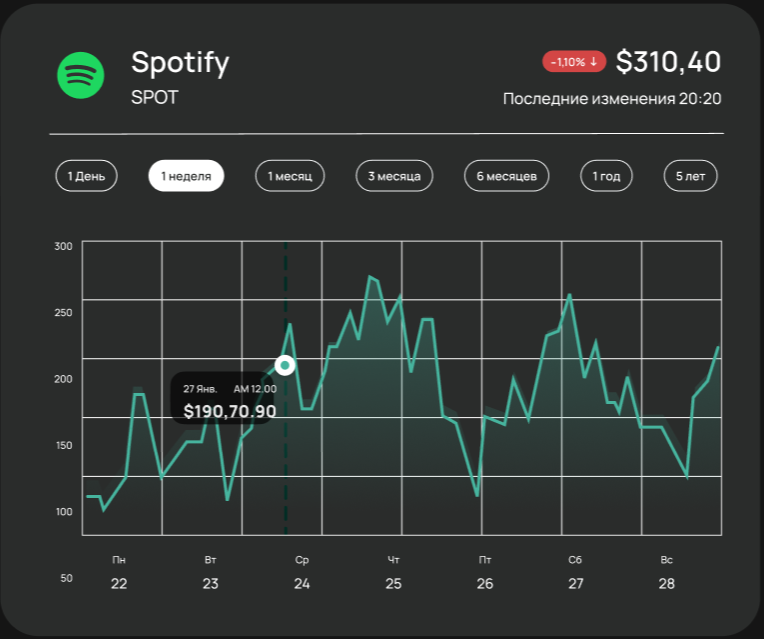 Spotify
SPOT
-1,10% ↓ $310,40
Последние изменения 20:20
1 День 1 неделя 1 месяц 3 месяца 6 месяцев 1 год 5 лет
300
250
200
27 Янв. AM 12.00
$190,70.90
150
100
Пн Вт Ср Чт Пт Сб Вс
50 22 23 24 25 26 27 28